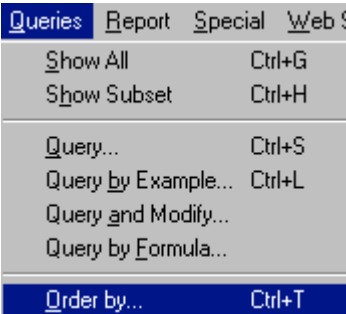 Queries Report Special Web S
Show All Ctrl+G
Show Subset Ctrl+H
Query... Ctrl+S
Query by Example... Ctrl+L
Query and Modify...
Query by Formula...
Order by... Ctrl+T